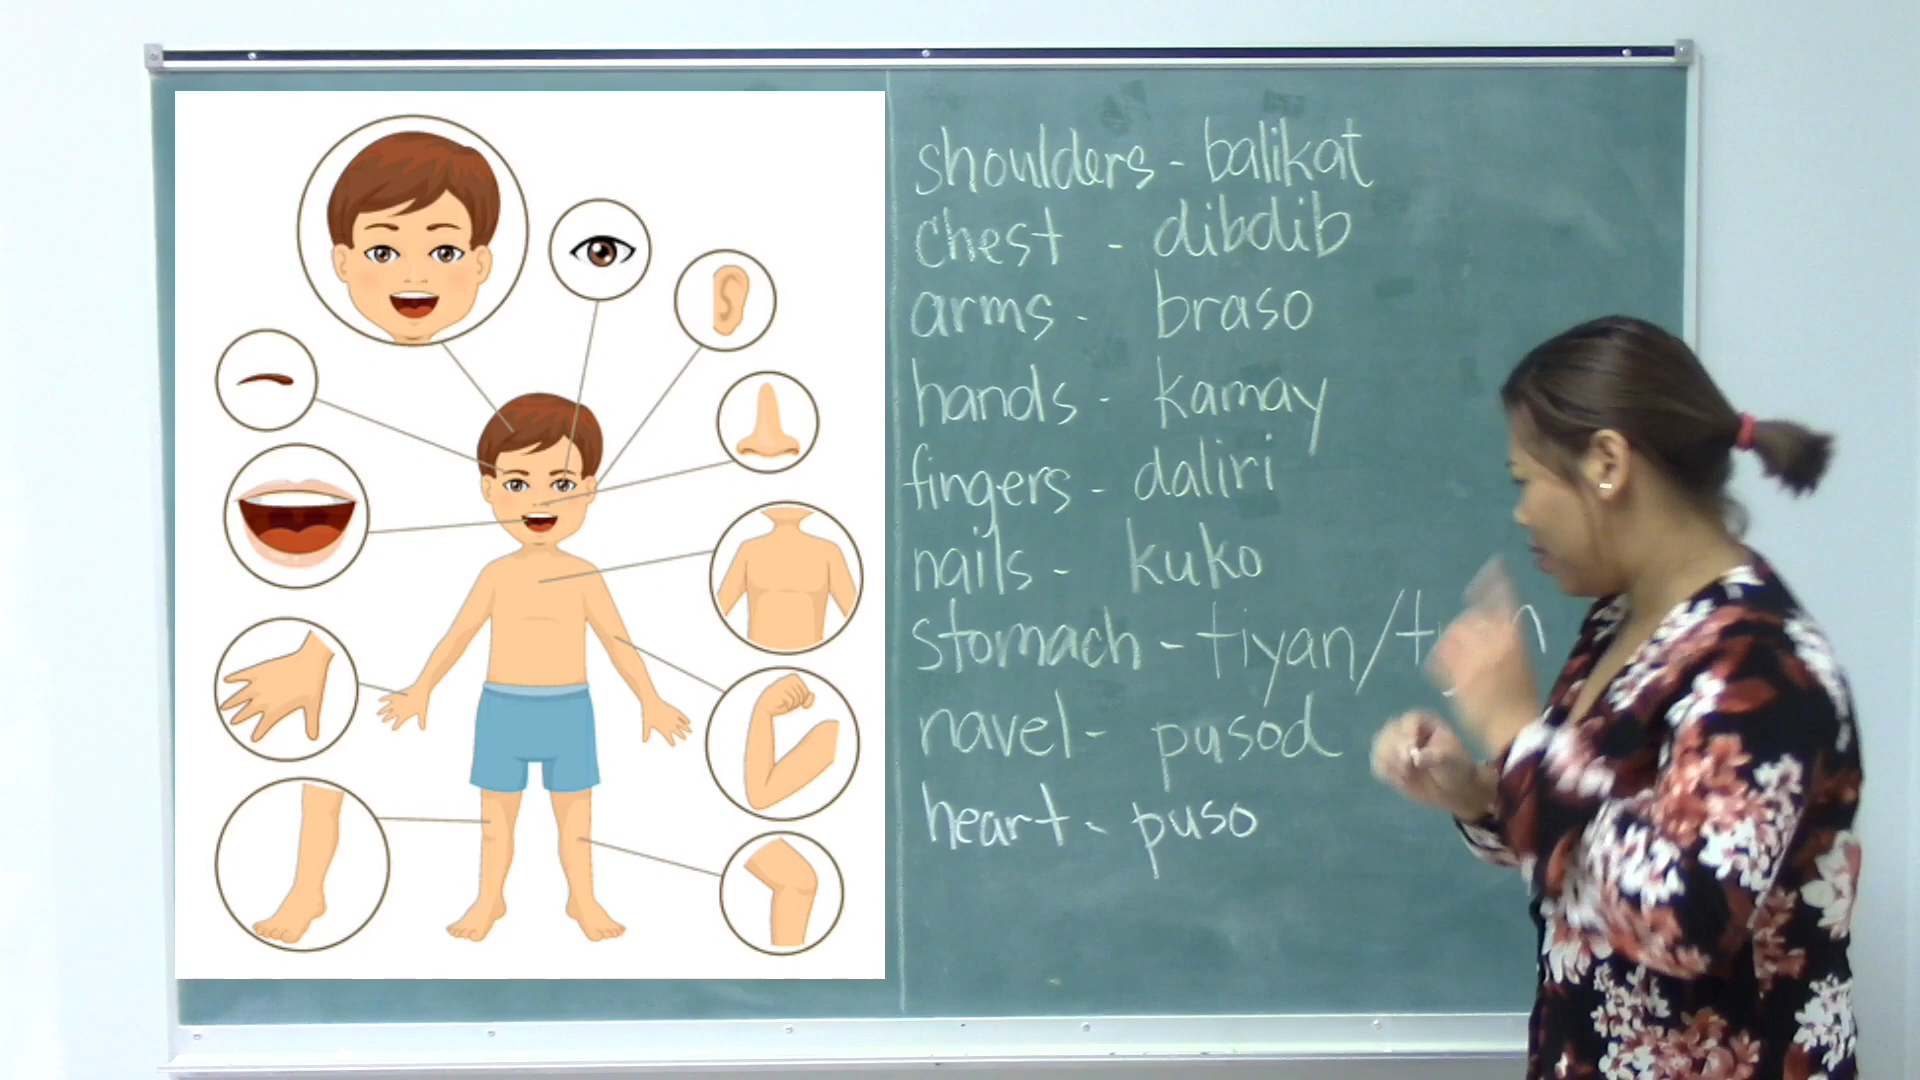 shoulders - balikat
chest - dibdib
arms - braso
hands - kamay
fingers - daliri
nails - kuko
stomach - tiyan/
navel - pusod
heart - puso